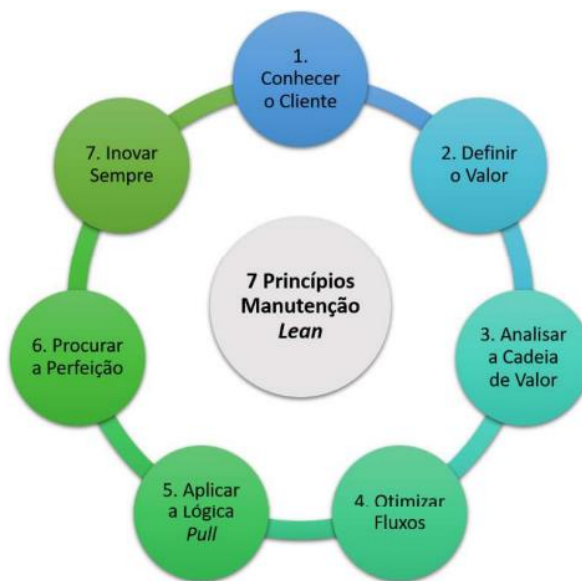 1.
Conhecer
o Cliente
2. Definir
o Valor
3. Analisar
a Cadeia
de Valor
4. Otimizar
Fluxos
5. Aplicar
a Lógica
Pull
6. Procurar
a Perfeição
7. Inovar
Sempre
7 Princípios
Manutenção
Lean